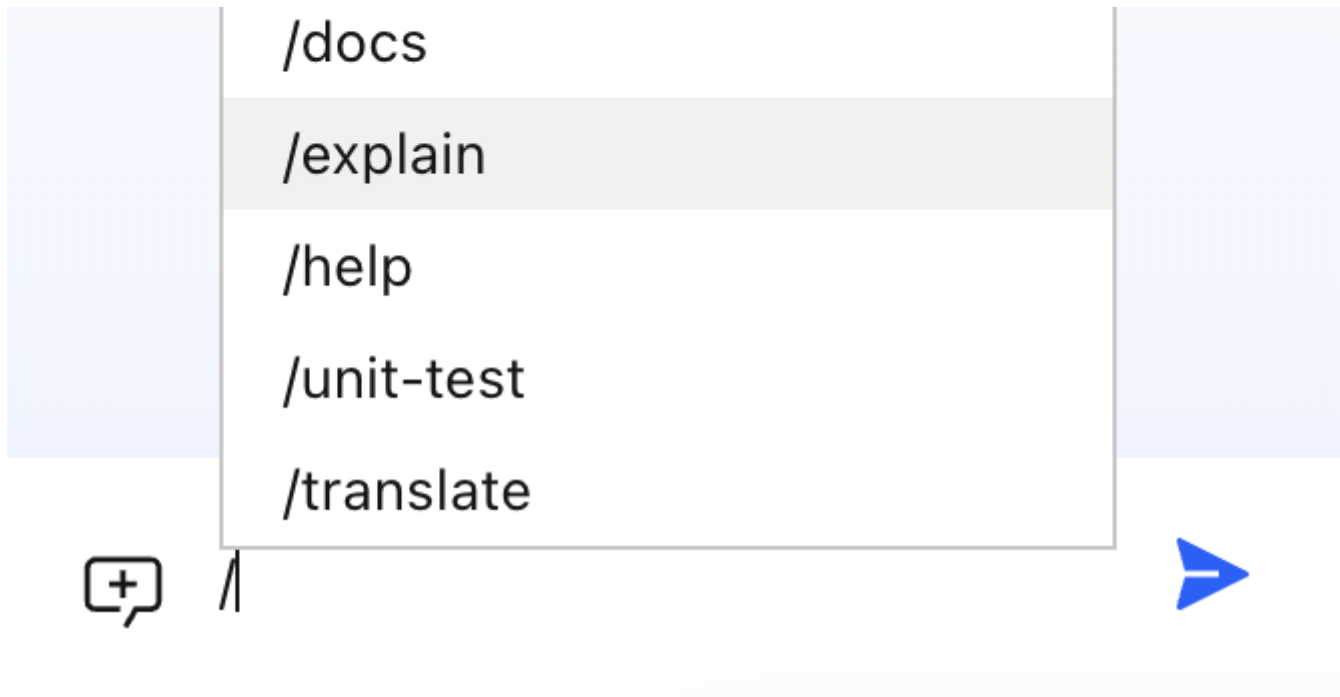 /docs
/explain
/help
/unit-test
/translate
/